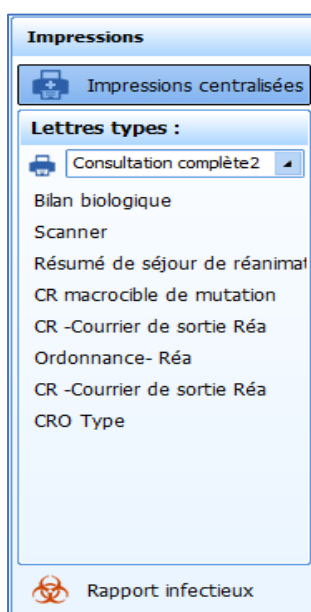 Impressions
Impressions centralisées
Lettres types :
Consultation complète2
Bilan biologique
Scanner
Résumé de séjour de réanimat
CR macrocible de mutation
CR -Courrier de sortie Réa
Ordonnance- Réa
CR -Courrier de sortie Réa
CRO Type
Rapport infectieux